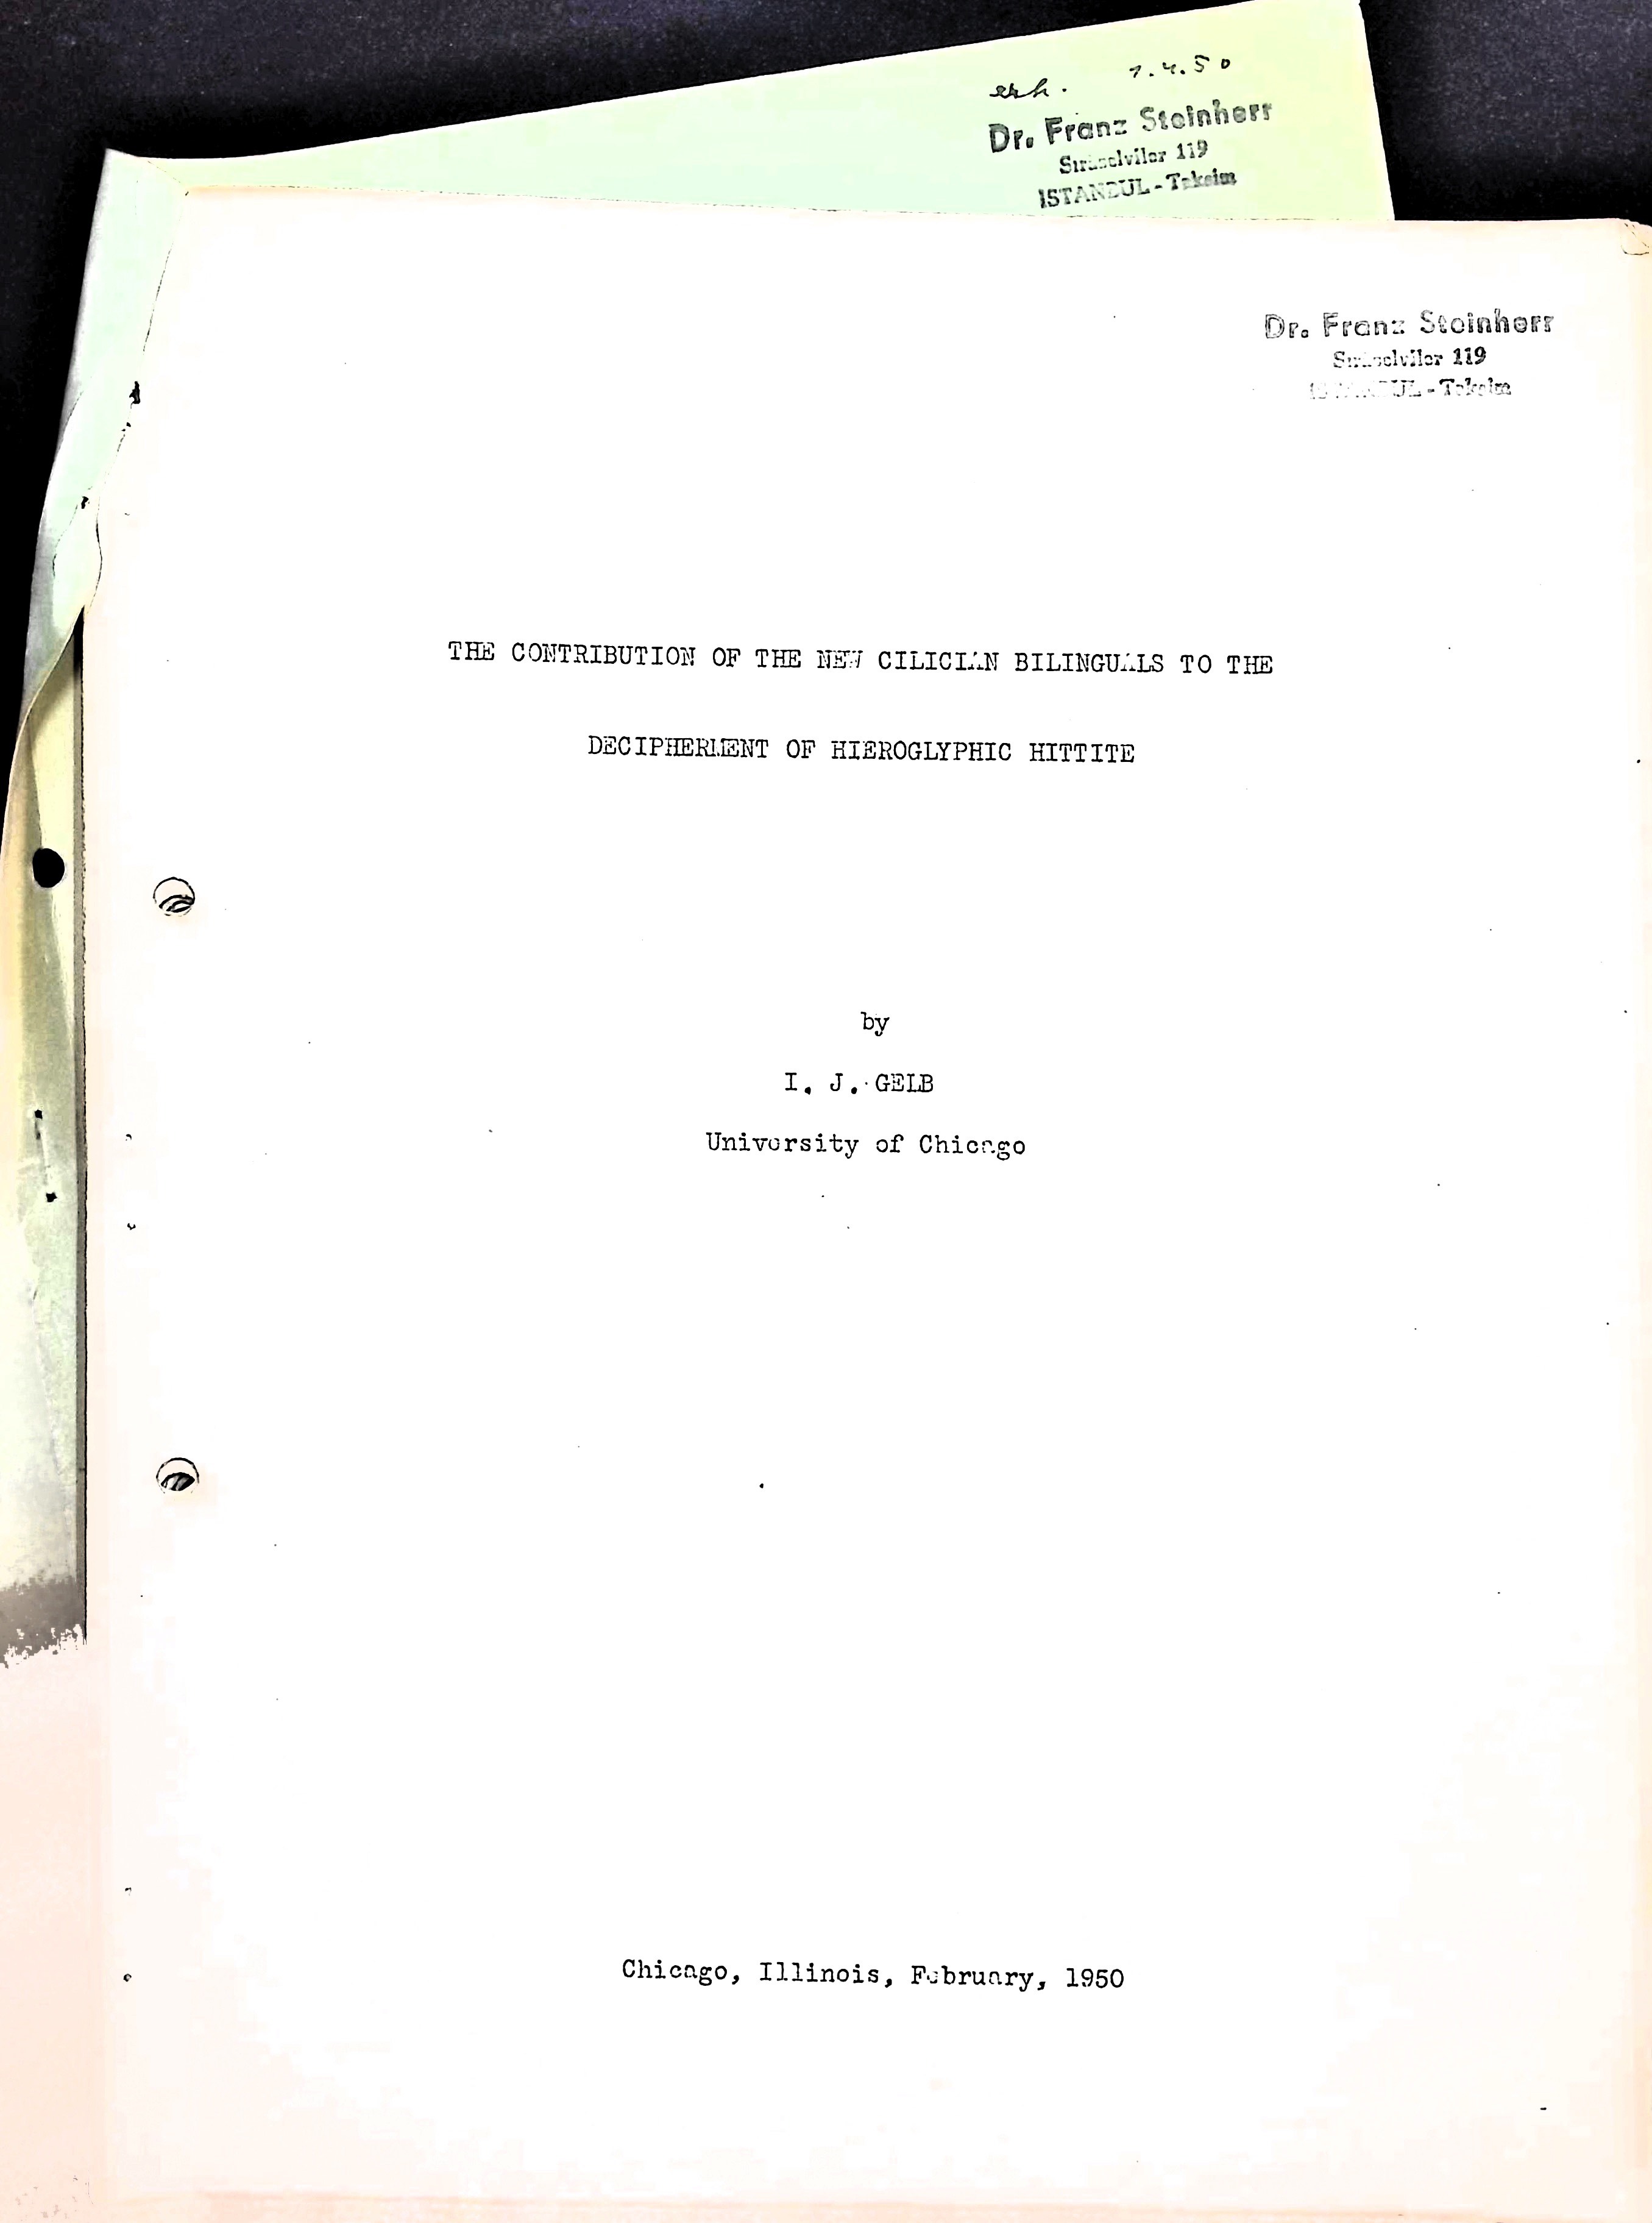 erh. 1.4.50
Dr. Franz Steinherr
Sıraselviler 119
ISTANBUL - Taksim
Dr. Franz Steinherr
Sıraselviler 119
ISTANBUL - Taksim
THE CONTRIBUTION OF THE NEW CILICIAN BILINGUALS TO THE
DECIPHERMENT OF HIEROGLYPHIC HITTITE
by
I. J. GELB
University of Chicago
Chicago, Illinois, February, 1950